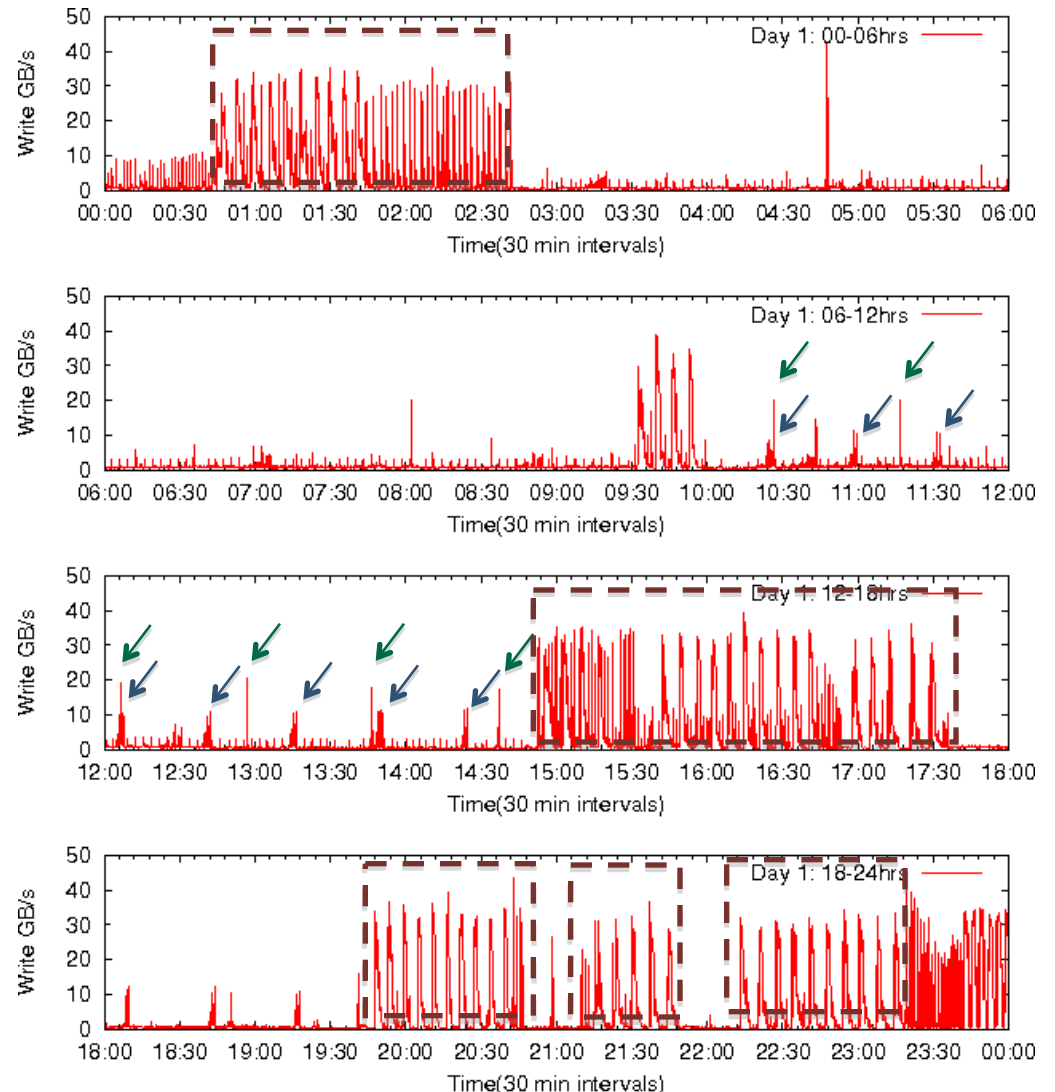 50
Day 1: 00-06hrs
40
30
20
10
0
Write GB/s
00:00 00:30 01:00 01:30 02:00 02:30 03:00 03:30 04:00 04:30 05:00 05:30 06:00
Time(30 min intervals)
50
Day 1: 06-12hrs
40
30
20
10
0
Write GB/s
06:00 06:30 07:00 07:30 08:00 08:30 09:00 09:30 10:00 10:30 11:00 11:30 12:00
Time(30 min intervals)
50
Day 1: 12-18hrs
40
30
20
10
0
Write GB/s
12:00 12:30 13:00 13:30 14:00 14:30 15:00 15:30 16:00 16:30 17:00 17:30 18:00
Time(30 min intervals)
50
Day 1: 18-24hrs
40
30
20
10
0
Write GB/s
18:00 18:30 19:00 19:30 20:00 20:30 21:00 21:30 22:00 22:30 23:00 23:30 00:00
Time(30 min intervals)